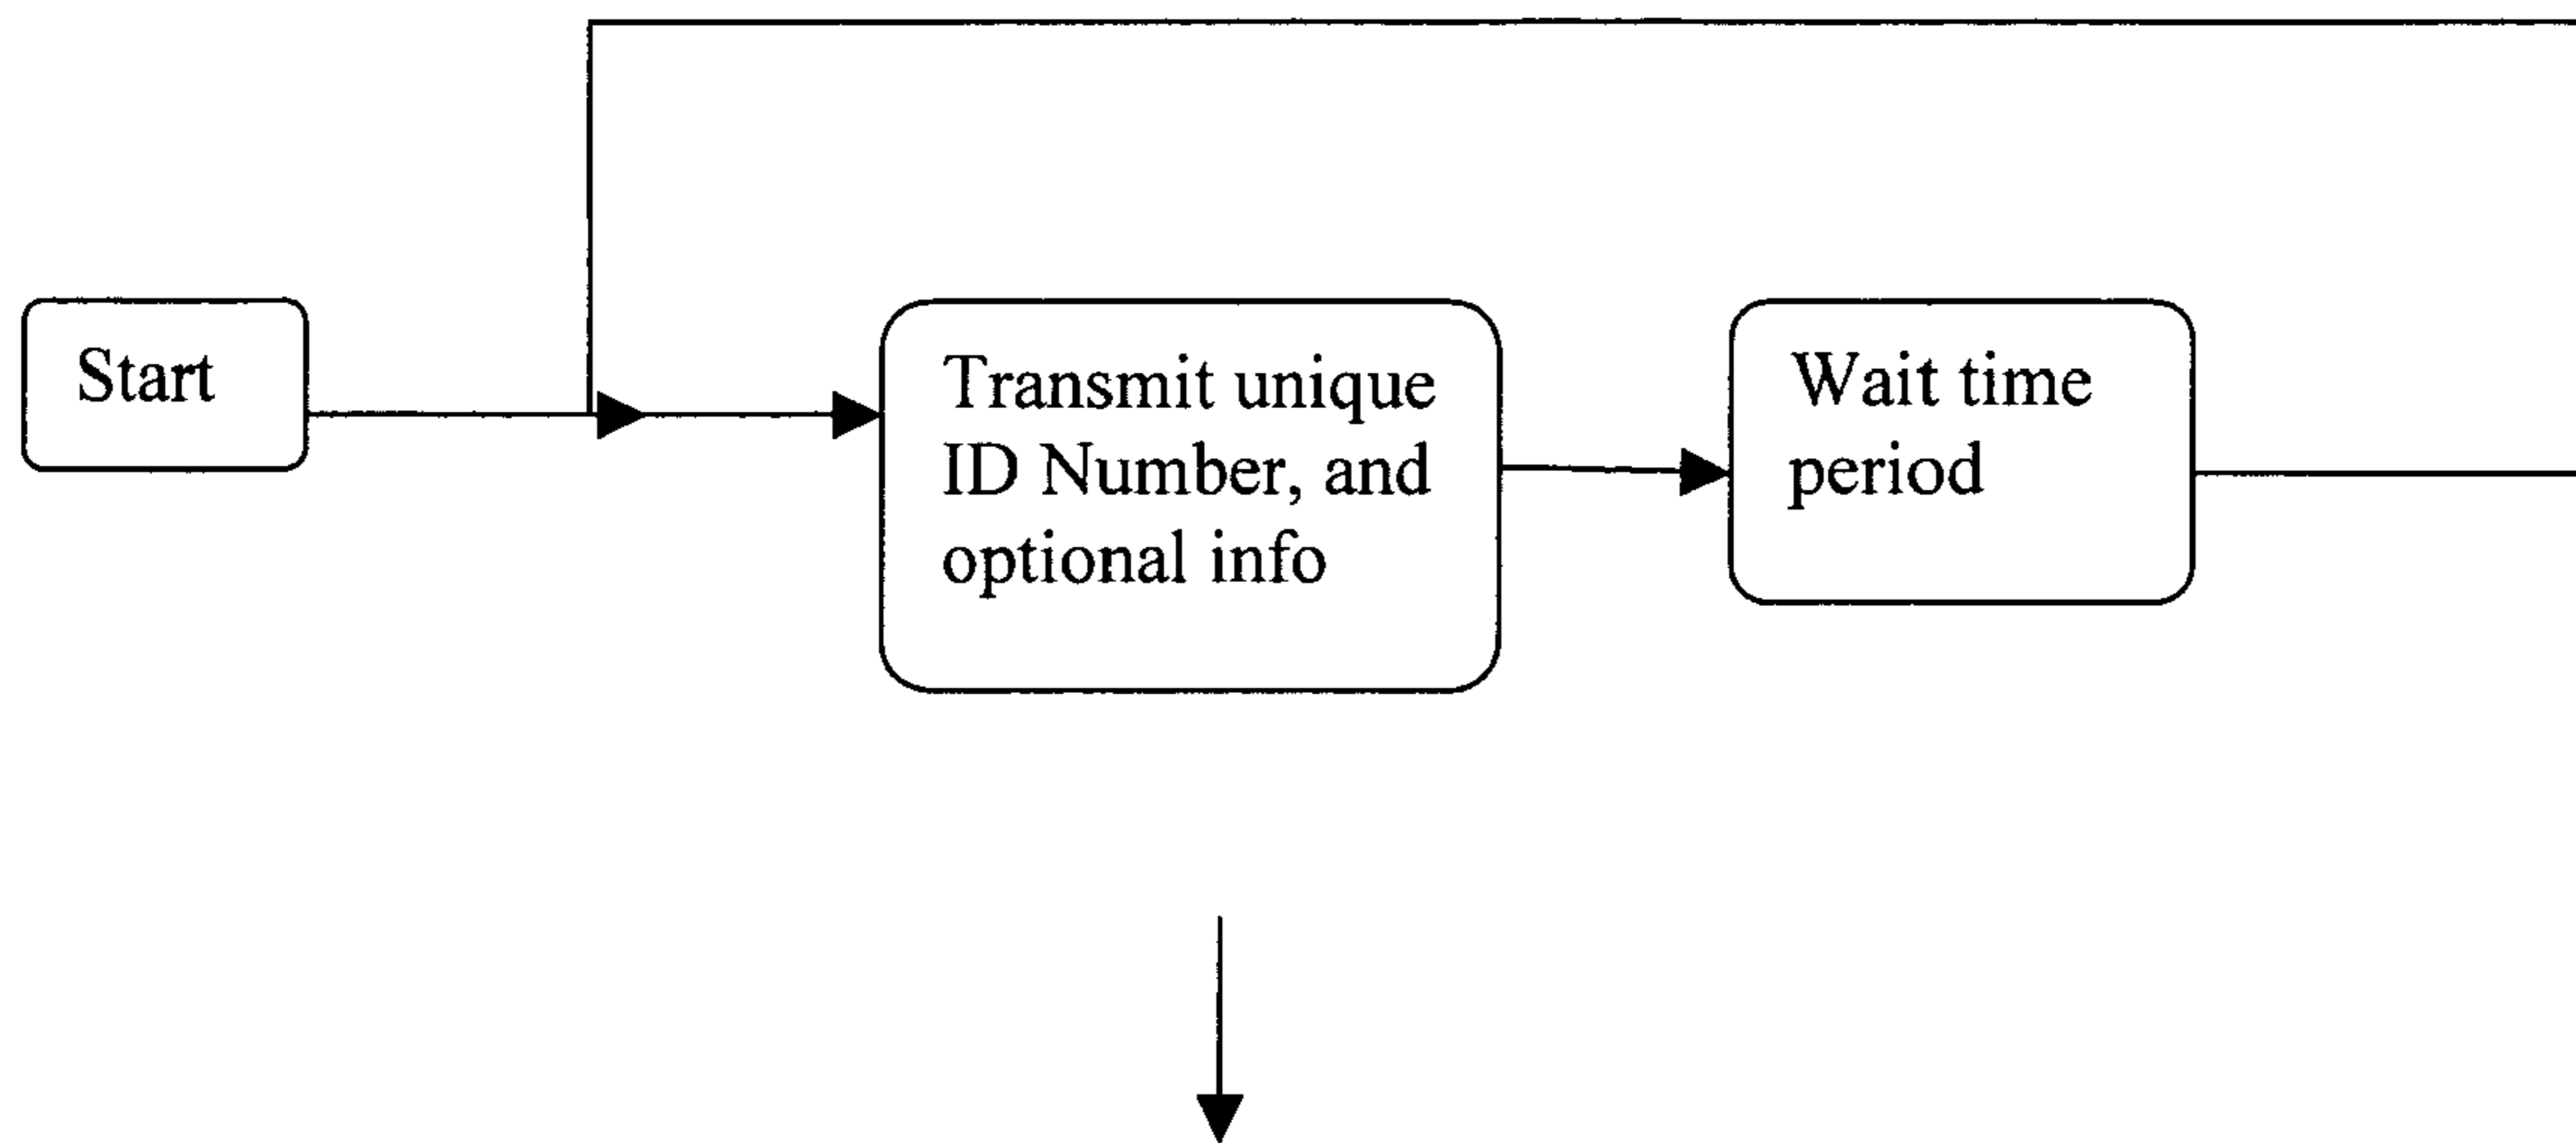 Start
Transmit unique
ID Number, and
optional info
Wait time
period